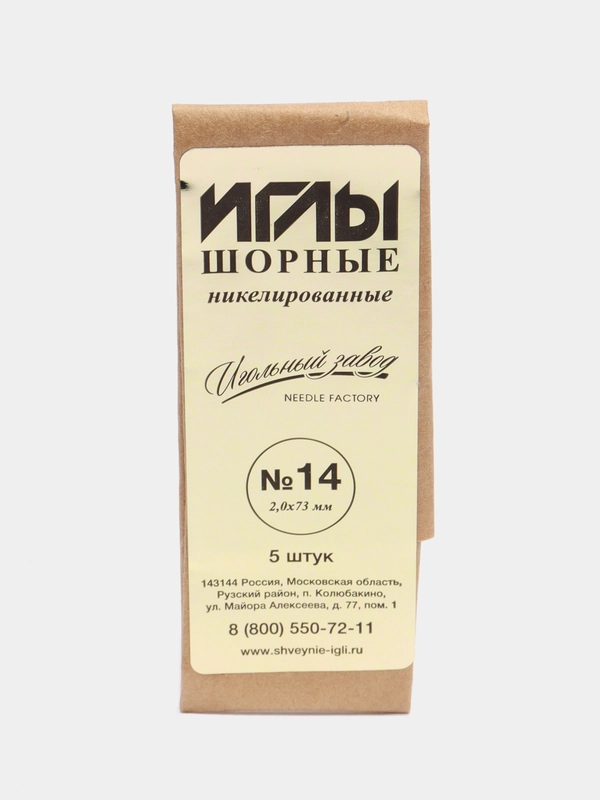 ИГЛЫ
ШОРНЫЕ
никелированные
Игольный завод
NEEDLE FACTORY
№14
2,0х73 мм
5 штук
143144 Россия, Московская область,
Рузский район, п. Колюбакино,
ул. Майора Алексеева, д. 77, пом. 1
8 (800) 550-72-11
www.shveynie-igli.ru